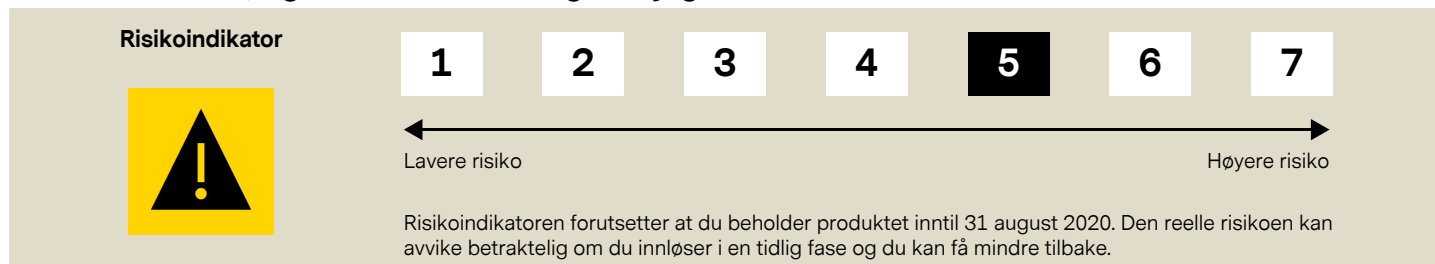 Risikoindikator
1 2 3 4 5 6 7
Lavere risiko Høyere risiko
Risikoindikatoren forutsetter at du beholder produktet inntil 31 august 2020. Den reelle risikoen kan
avvike betraktelig om du innløser i en tidlig fase og du kan få mindre tilbake.